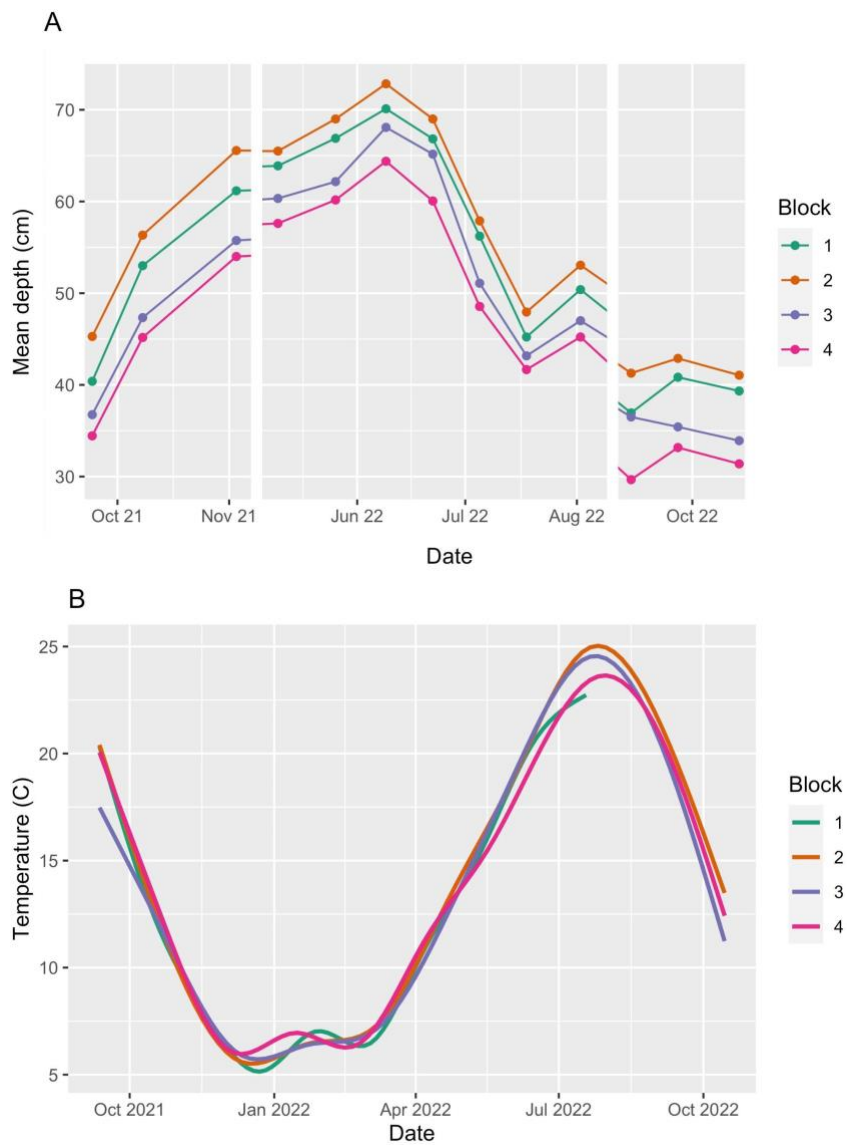 A
70
60
50
40
30
Mean depth (cm)
Oct 21 Nov 21 Jun 22 Jul 22 Aug 22 Oct 22
Date
Block
1
2
3
4
B
25
20
15
10
5
Temperature (C)
Oct 2021 Jan 2022 Apr 2022 Jul 2022 Oct 2022
Date
Block
1
2
3
4